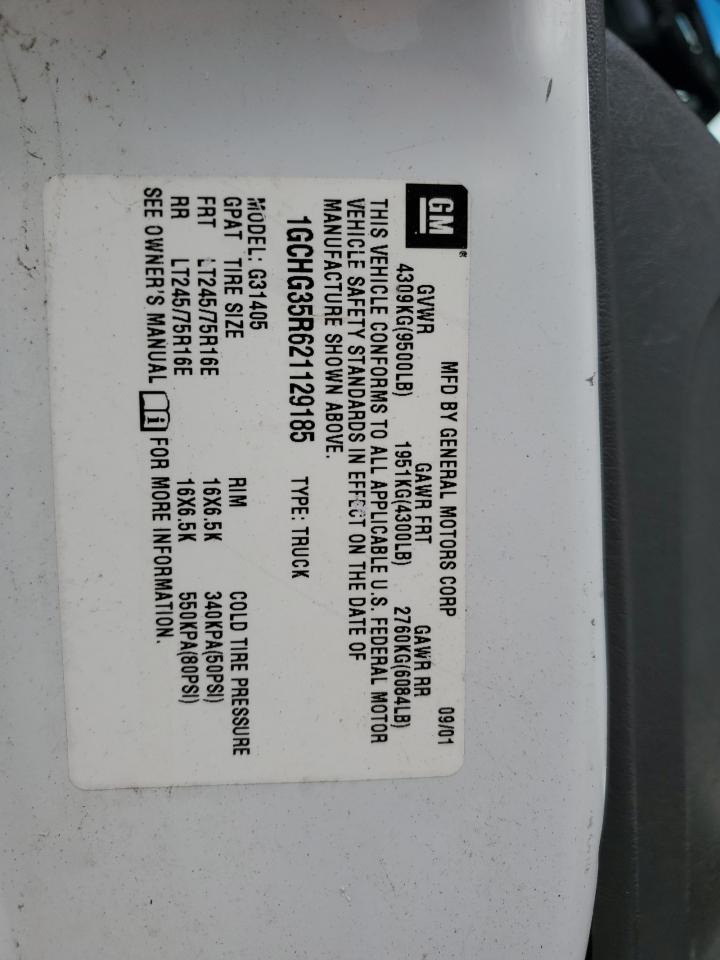 GM®
MFD BY GENERAL MOTORS CORP 09/01
GVWR GAWR FRT GAWR RR
4309KG(9500LB) 1951KG(4300LB) 2760KG(6084LB)
THIS VEHICLE CONFORMS TO ALL APPLICABLE U.S. FEDERAL MOTOR
VEHICLE SAFETY STANDARDS IN EFFECT ON THE DATE OF
MANUFACTURE SHOWN ABOVE.
1GCHG35R621129185 TYPE: TRUCK
MODEL: G31405
GPAT TIRE SIZE RIM COLD TIRE PRESSURE
FRT LT245/75R16E 16X6.5K 340KPA(50PSI)
RR LT245/75R16E 16X6.5K 550KPA(80PSI)
SEE OWNER'S MANUAL i FOR MORE INFORMATION.